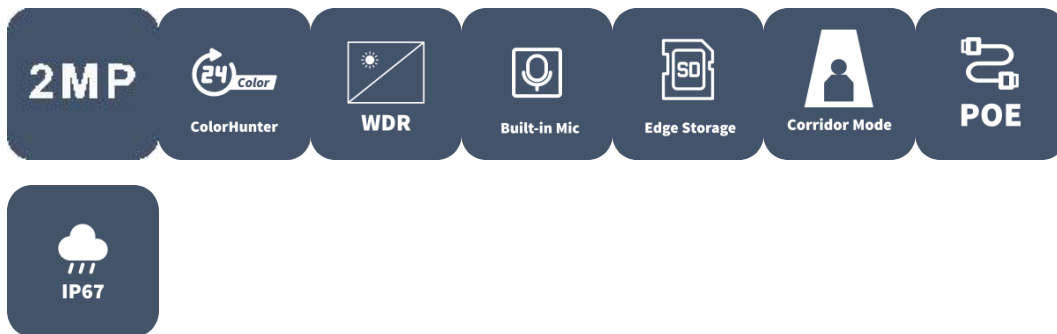 2MP
24 Color
ColorHunter
WDR
Built-in Mic
SD
Edge Storage
Corridor Mode
POE
IP67